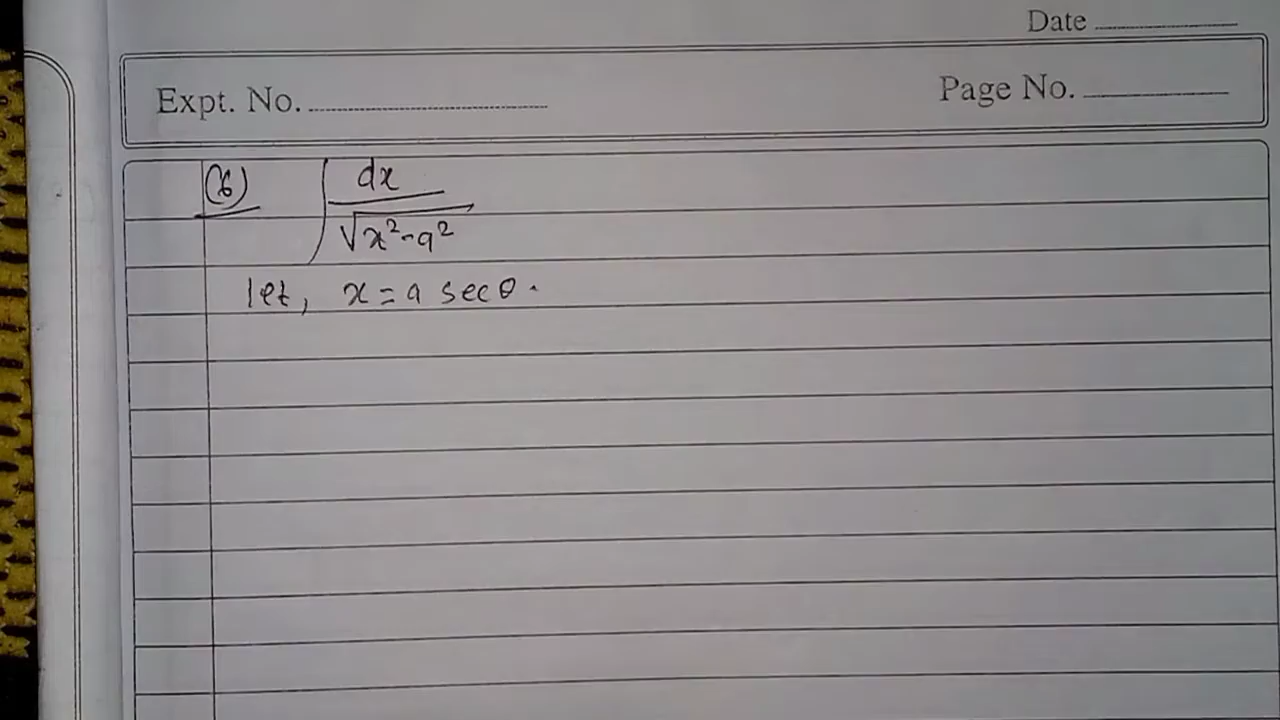 Date
Expt. No.
Page No.
(6) ∫ dx
√x²-a²
let, x = a secθ.